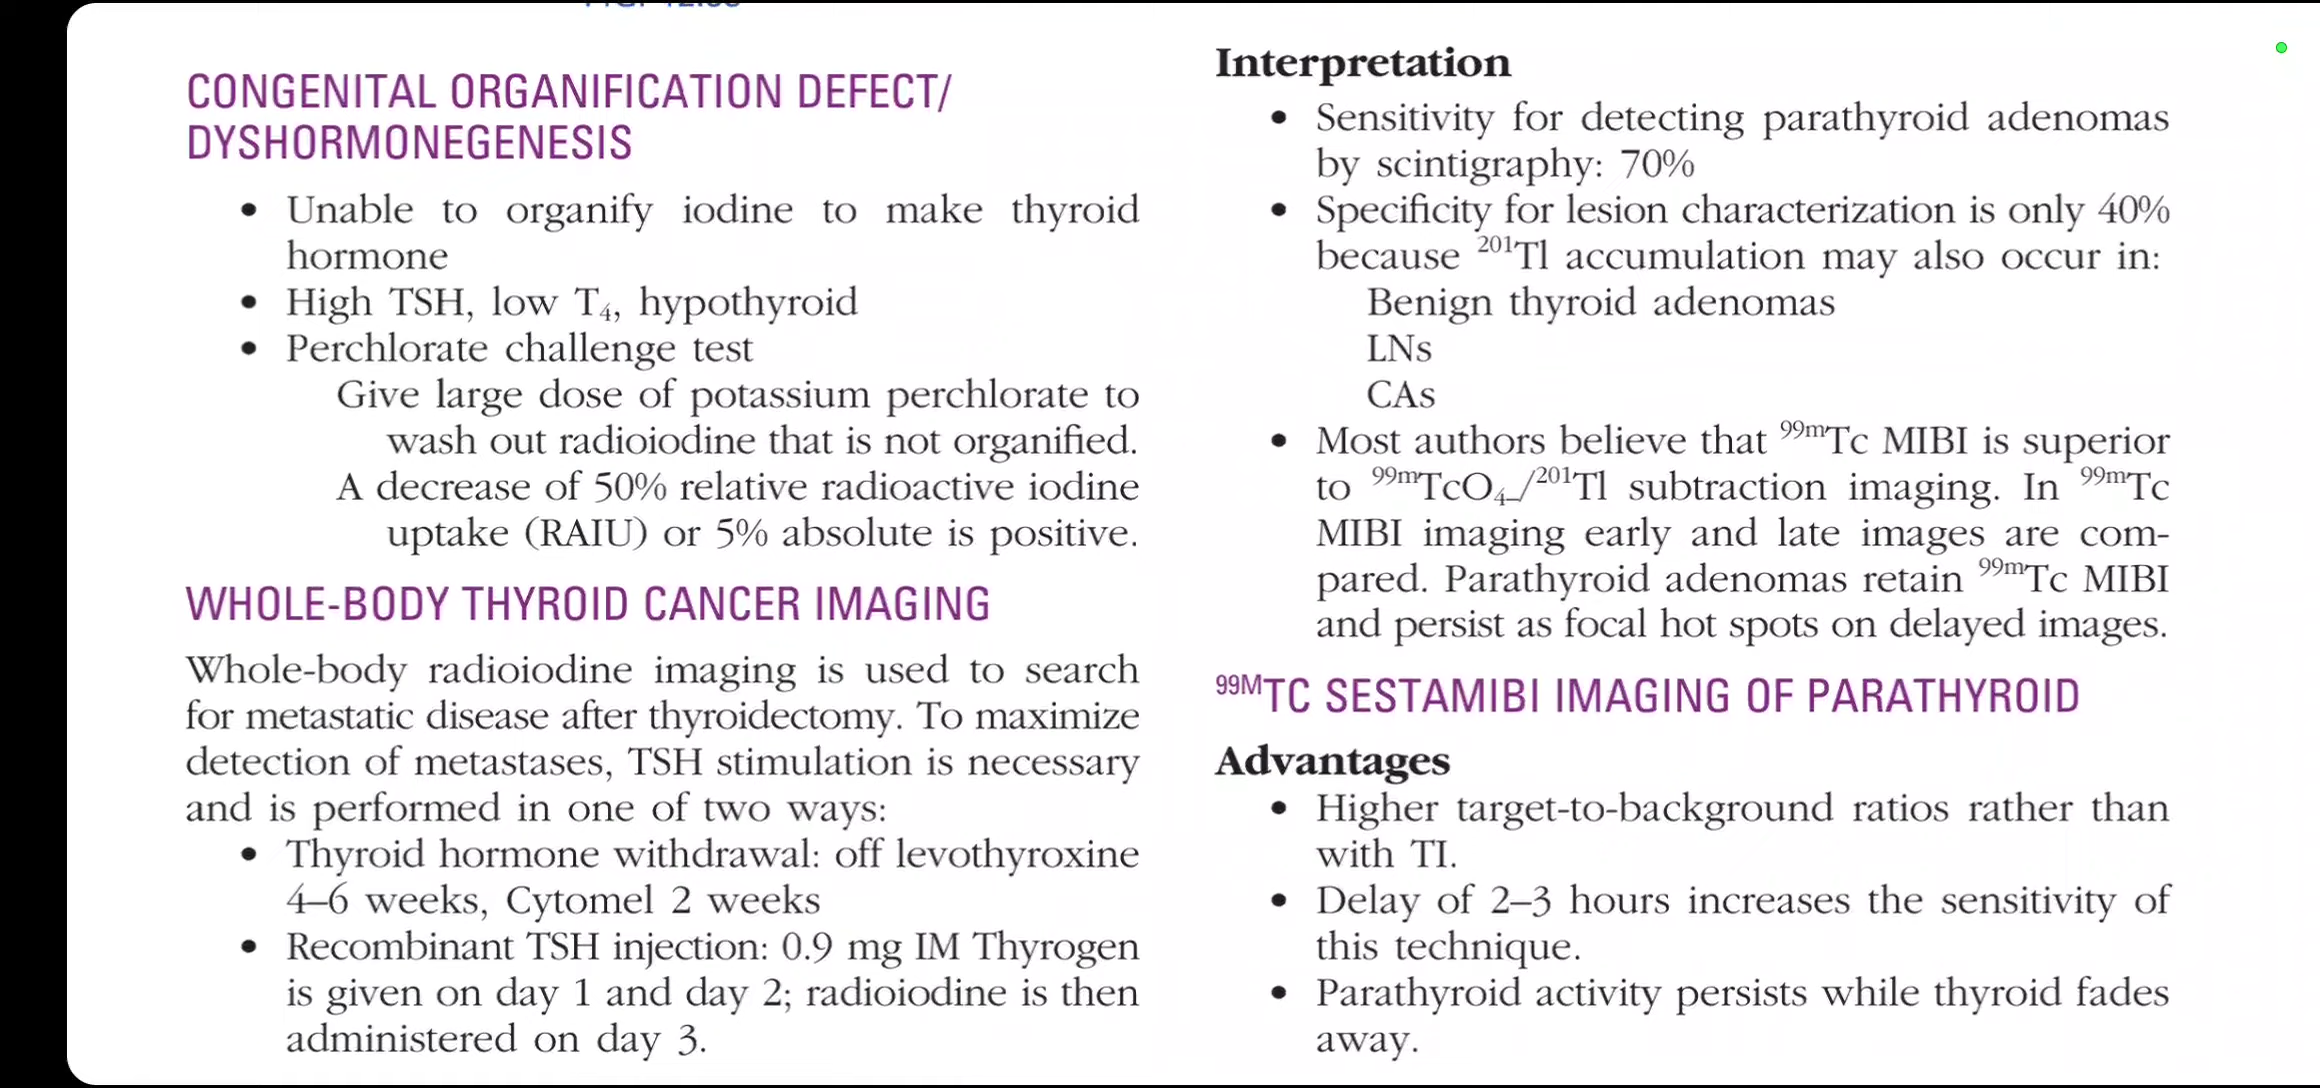 CONGENITAL ORGANIFICATION DEFECT/
DYSHORMONEGENESIS
• Unable to organify iodine to make thyroid
hormone
• High TSH, low T₄, hypothyroid
• Perchlorate challenge test
Give large dose of potassium perchlorate to
wash out radioiodine that is not organified.
A decrease of 50% relative radioactive iodine
uptake (RAIU) or 5% absolute is positive.
WHOLE-BODY THYROID CANCER IMAGING
Whole-body radioiodine imaging is used to search
for metastatic disease after thyroidectomy. To maximize
detection of metastases, TSH stimulation is necessary
and is performed in one of two ways:
• Thyroid hormone withdrawal: off levothyroxine
4–6 weeks, Cytomel 2 weeks
• Recombinant TSH injection: 0.9 mg IM Thyrogen
is given on day 1 and day 2; radioiodine is then
administered on day 3.
Interpretation
• Sensitivity for detecting parathyroid adenomas
by scintigraphy: 70%
• Specificity for lesion characterization is only 40%
because ²⁰¹Tl accumulation may also occur in:
Benign thyroid adenomas
LNs
CAs
• Most authors believe that ⁹⁹ᵐTc MIBI is superior
to ⁹⁹ᵐTcO₄₋/²⁰¹Tl subtraction imaging. In ⁹⁹ᵐTc
MIBI imaging early and late images are com-
pared. Parathyroid adenomas retain ⁹⁹ᵐTc MIBI
and persist as focal hot spots on delayed images.
⁹⁹ᴹTC SESTAMIBI IMAGING OF PARATHYROID
Advantages
• Higher target-to-background ratios rather than
with TI.
• Delay of 2–3 hours increases the sensitivity of
this technique.
• Parathyroid activity persists while thyroid fades
away.